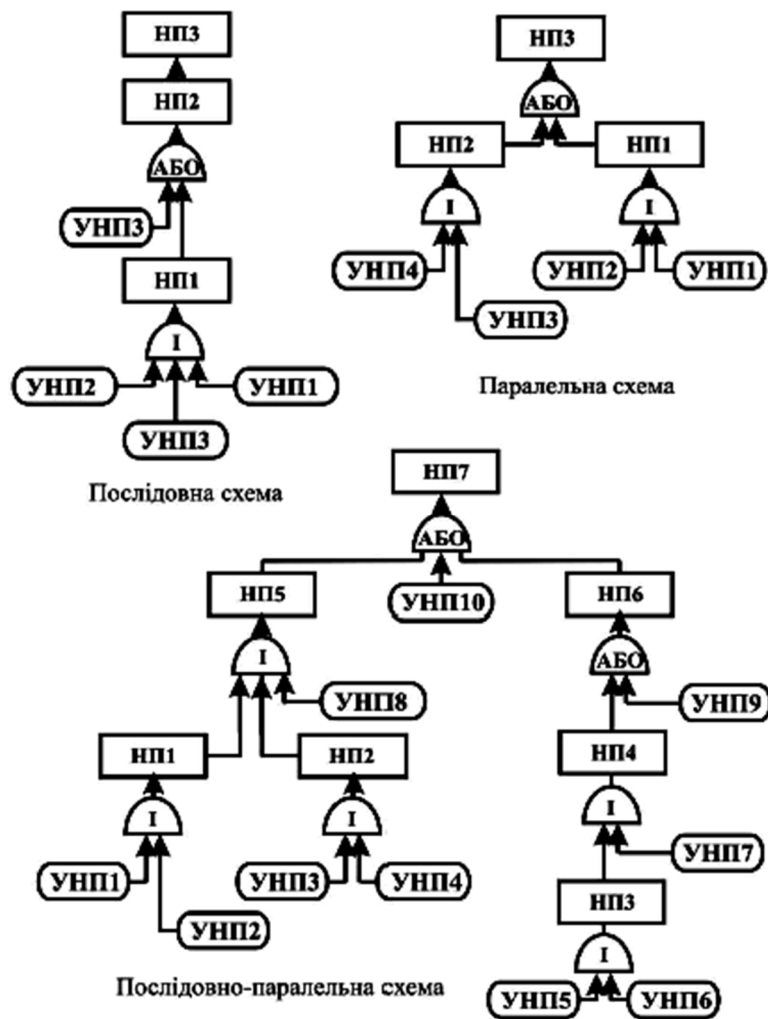 НП3
НП2
АБО
УНП3
НП1
І
УНП2
УНП1
УНП3
Послідовна схема
НП3
АБО
НП2
НП1
І
І
УНП4
УНП2
УНП1
УНП3
Паралельна схема
НП7
АБО
НП5
УНП10
НП6
І
АБО
УНП8
УНП9
НП1
НП2
НП4
І
І
І
УНП1
УНП3
УНП4
УНП7
УНП2
НП3
І
УНП5
УНП6
Послідовно-паралельна схема